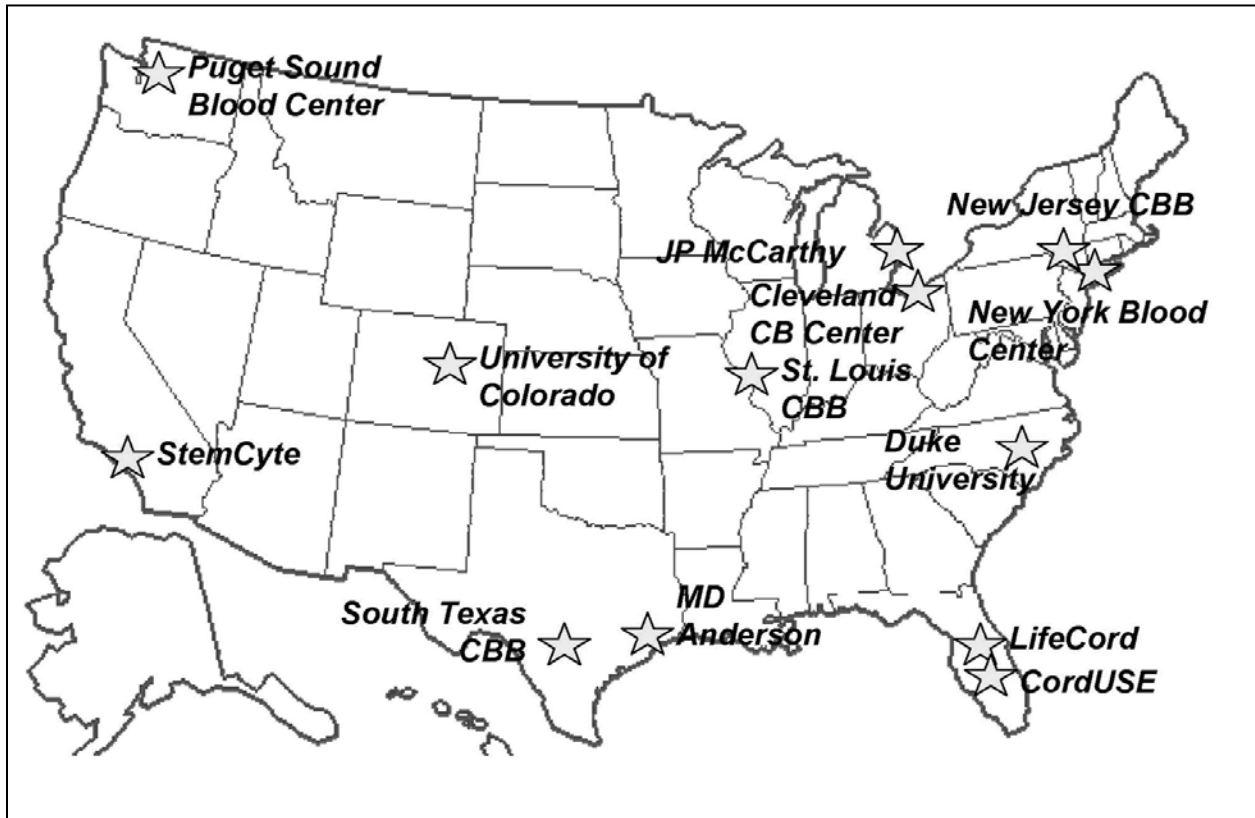 Puget Sound
Blood Center
New Jersey CBB
JP McCarthy
Cleveland
CB Center
New York Blood
Center
University of
Colorado
St. Louis
CBB
StemCyte
Duke
University
South Texas
CBB
MD
Anderson
LifeCord
CordUSE